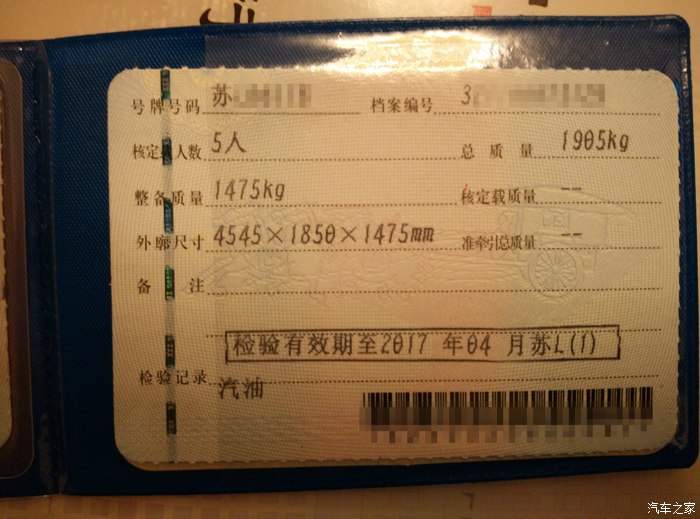 号牌号码 苏 档案编号 3
核定载人数 5人 总质量 1905kg
整备质量 1475kg 核定载质量 --
外廓尺寸 4545×1850×1475mm 准牵引总质量 --
备注
检验有效期至2017年04月苏L(1)
检验记录
汽油
汽车之家